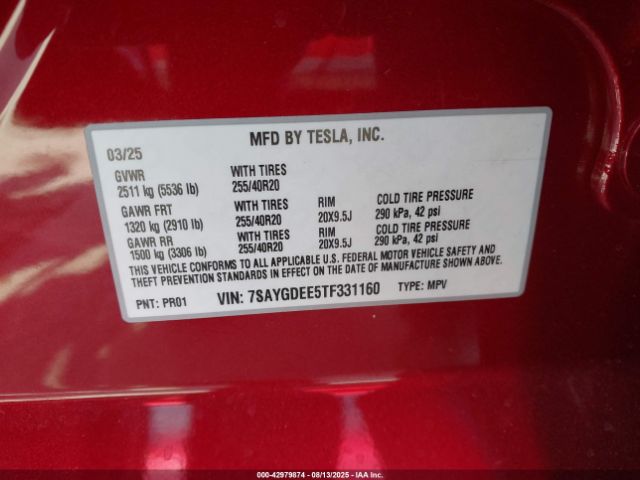 MFD BY TESLA, INC.
03/25
GVWR WITH TIRES
2511 kg (5536 lb) 255/40R20
GAWR FRT WITH TIRES RIM COLD TIRE PRESSURE
1320 kg (2910 lb) 255/40R20 20X9.5J 290 kPa, 42 psi
GAWR RR WITH TIRES RIM COLD TIRE PRESSURE
1500 kg (3306 lb) 255/40R20 20X9.5J 290 kPa, 42 psi
THIS VEHICLE CONFORMS TO ALL APPLICABLE U.S. FEDERAL MOTOR VEHICLE SAFETY AND
THEFT PREVENTION STANDARDS IN EFFECT ON THE DATE OF MANUFACTURE SHOWN ABOVE.
PNT: PR01 VIN: 7SAYGDEE5TF331160 TYPE: MPV
000-42979874 - 08/13/2025 - IAAI.COM